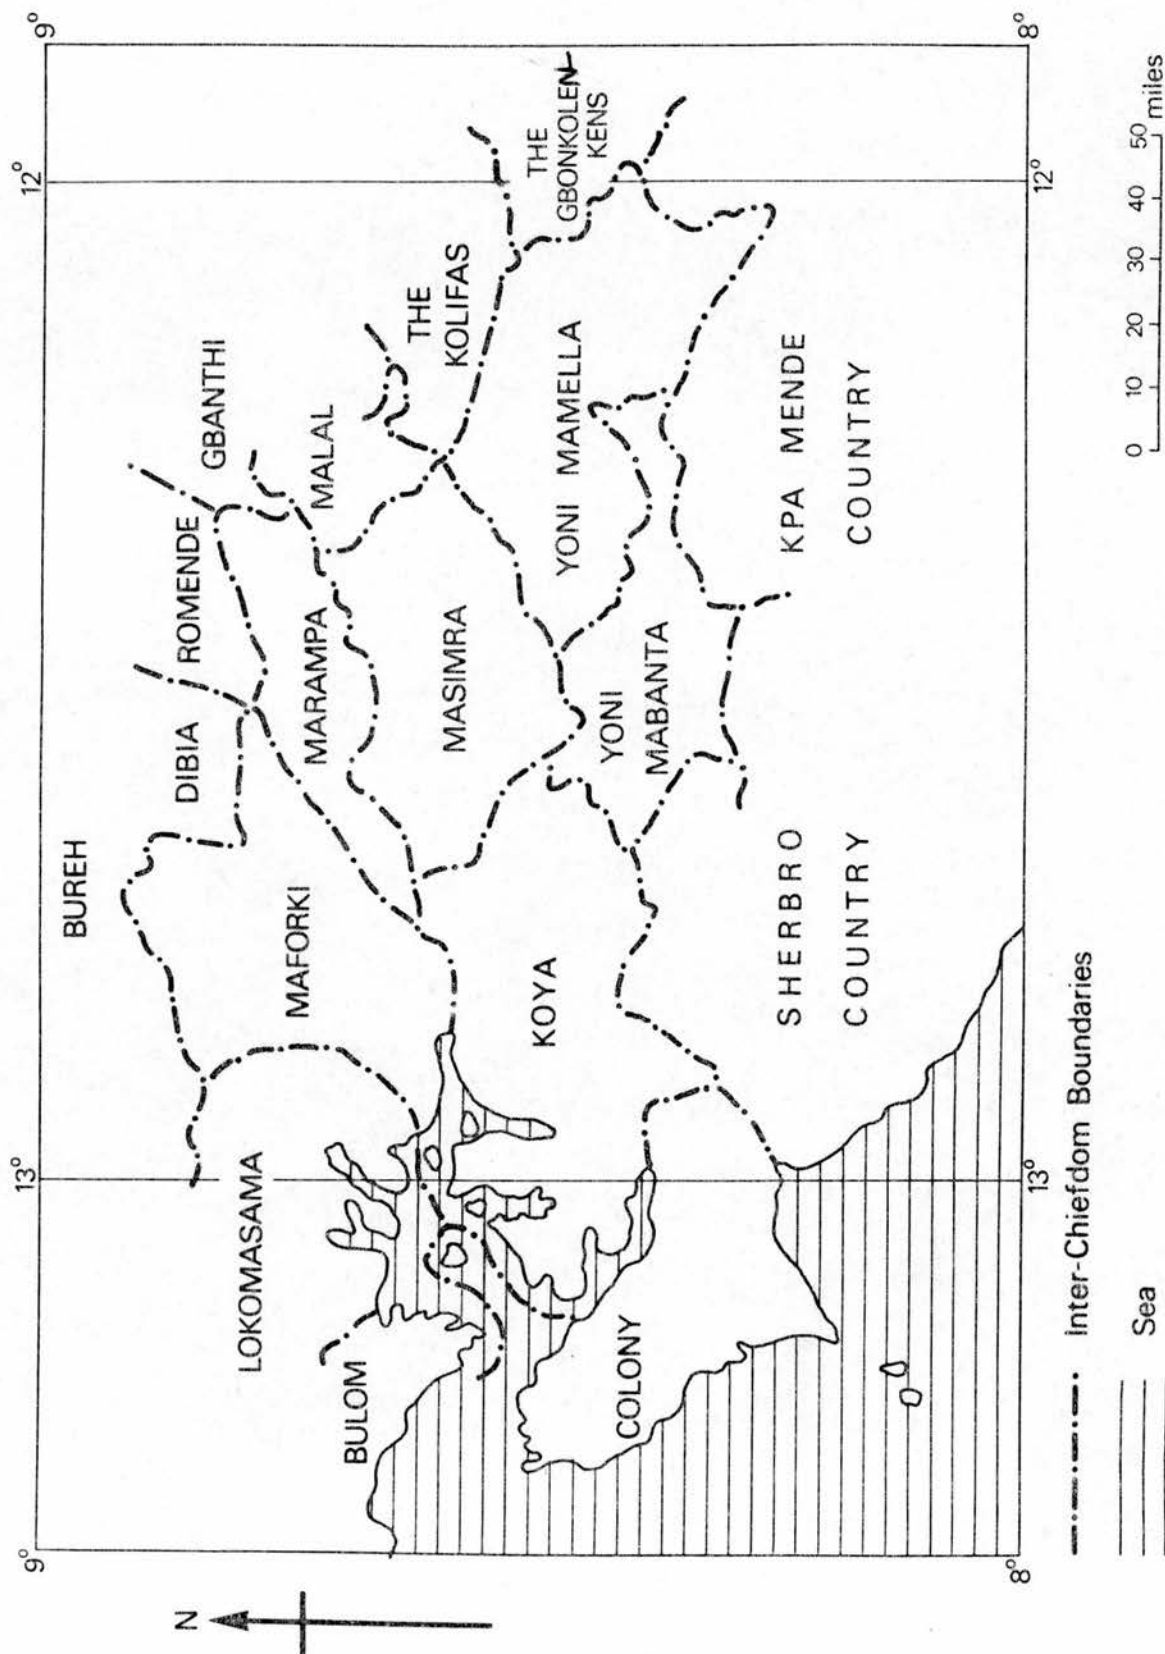 9°
13°
12°
9°
BUREH
DIBIA
ROMENDE
GBANTHI
LOKOMASAMA
MAFORKI
MARAMPA
MALAL
BULOM
MASIMRA
THE
KOLIFAS
KOYA
YONI MAMELLA
THE
GBONKOLEN
KENS
COLONY
YONI
MABANTA
SHERBRO
COUNTRY
KPA MENDE
COUNTRY
8°
13°
12°
8°
N
Inter-Chiefdom Boundaries
Sea
0 10 20 30 40 50 miles